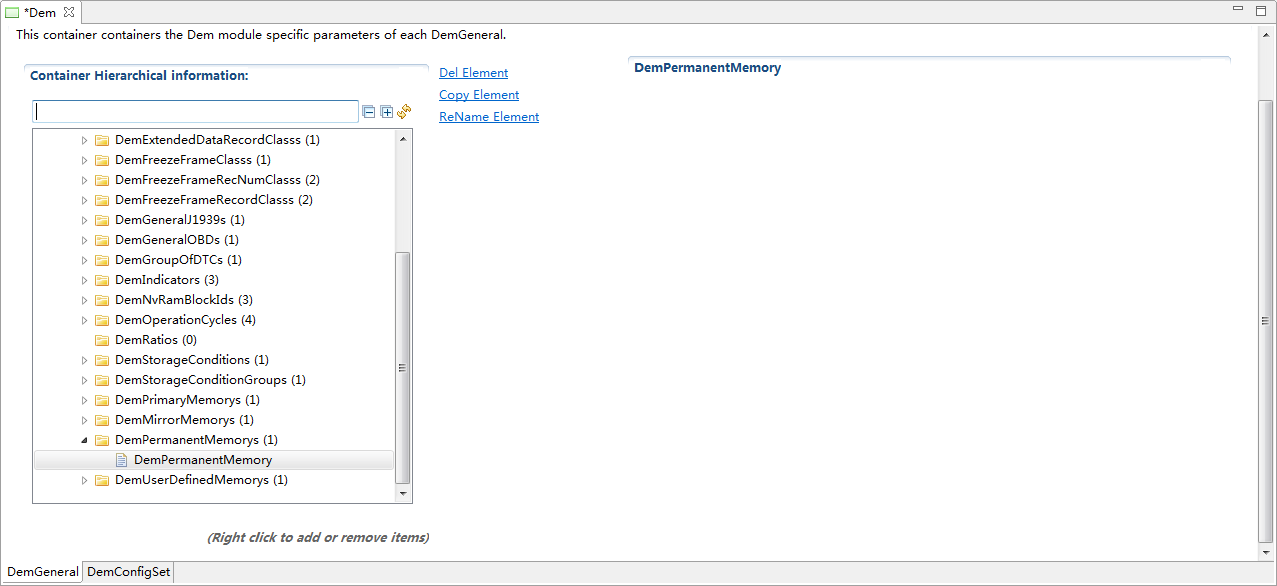 *Dem
This container containers the Dem module specific parameters of each DemGeneral.
Container Hierarchical information:
Del Element
Copy Element
ReName Element
DemPermanentMemory
DemExtendedDataRecordClasss (1)
DemFreezeFrameClasss (1)
DemFreezeFrameRecNumClasss (2)
DemFreezeFrameRecordClasss (2)
DemGeneralJ1939s (1)
DemGeneralOBDs (1)
DemGroupOfDTCs (1)
DemIndicators (3)
DemNvRamBlockIds (3)
DemOperationCycles (4)
DemRatios (0)
DemStorageConditions (1)
DemStorageConditionGroups (1)
DemPrimaryMemorys (1)
DemMirrorMemorys (1)
DemPermanentMemorys (1)
DemPermanentMemory
DemUserDefinedMemorys (1)
(Right click to add or remove items)
DemGeneral
DemConfigSet